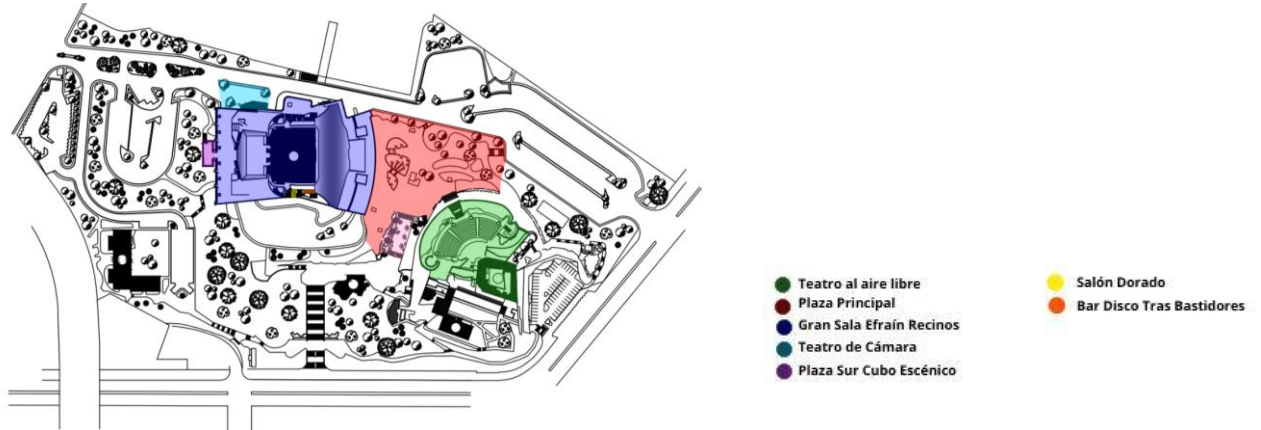 Teatro al aire libre
Plaza Principal
Gran Sala Efraín Recinos
Teatro de Cámara
Plaza Sur Cubo Escénico
Salón Dorado
Bar Disco Tras Bastidores